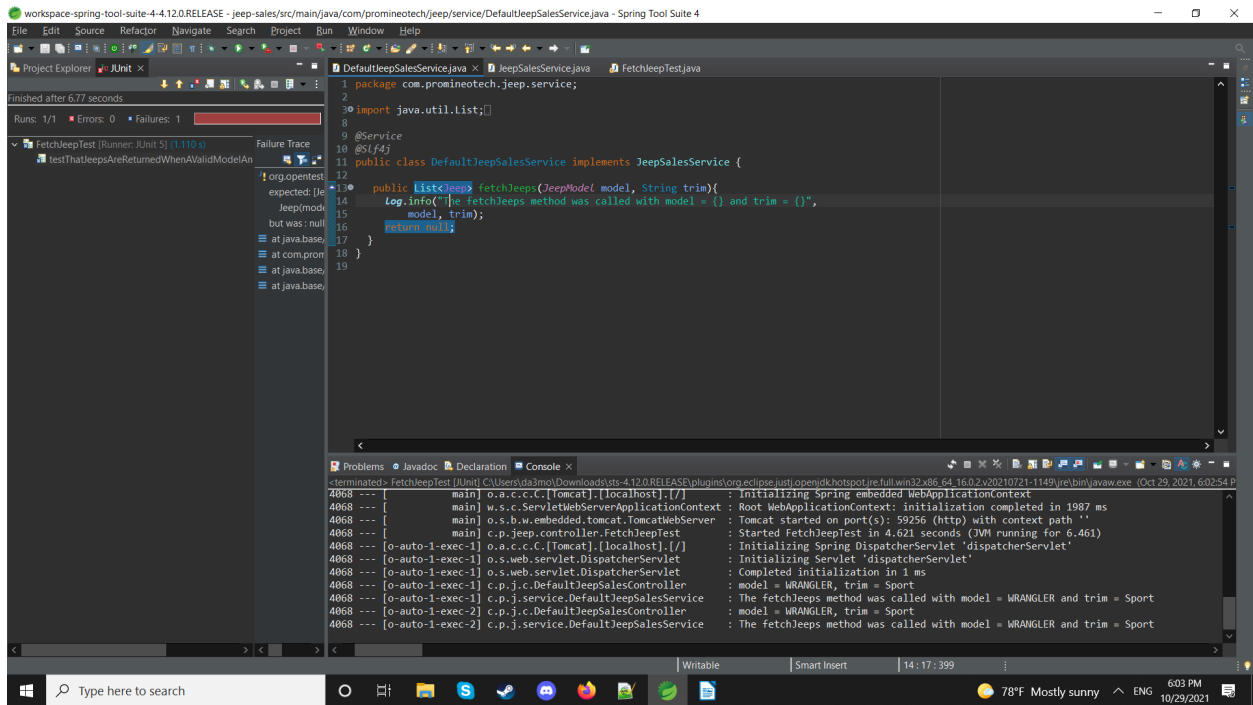 workspace-spring-tool-suite-4-4.12.0.RELEASE - jeep-sales/src/main/java/com/promineotech/jeep/service/DefaultJeepSalesService.java - Spring Tool Suite 4
File Edit Source Refactor Navigate Search Project Run Window Help
Project Explorer JUnit
Finished after 6.77 seconds
Runs: 1/1 Errors: 0 Failures: 1
FetchJeepTest [Runner: JUnit 5] (1.110 s)
testThatJeepsAreReturnedWhenAValidModelAn
Failure Trace
org.opentest
expected: [Je
Jeep(mode
but was : null
at java.base/
at com.prom
at java.base/
at java.base/
DefaultJeepSalesService.java JeepSalesService.java FetchJeepTest.java
1 package com.promineotech.jeep.service;
2
3 import java.util.List;
8
9 @Service
10 @Slf4j
11 public class DefaultJeepSalesService implements JeepSalesService {
12
13 public List<Jeep> fetchJeeps(JeepModel model, String trim){
14 Log.info("The fetchJeeps method was called with model = {} and trim = {}",
15 model, trim);
16 return null;
17 }
18 }
19
Problems Javadoc Declaration Console
<terminated> FetchJeepTest [JUnit] C:\Users\da3mo\Downloads\sts-4.12.0.RELEASE\plugins\org.eclipse.justj.openjdk.hotspot.jre.full.win32.x86_64_16.0.2.v20210721-1149\jre\bin\javaw.exe (Oct 29, 2021, 6:02:54 P
4068 --- [ main] o.a.c.c.C.[Tomcat].[localhost].[/] : Initializing Spring embedded WebApplicationContext
4068 --- [ main] w.s.c.ServletWebServerApplicationContext : Root WebApplicationContext: initialization completed in 1987 ms
4068 --- [ main] o.s.b.w.embedded.tomcat.TomcatWebServer : Tomcat started on port(s): 59256 (http) with context path ''
4068 --- [ main] c.p.jeep.controller.FetchJeepTest : Started FetchJeepTest in 4.621 seconds (JVM running for 6.461)
4068 --- [o-auto-1-exec-1] o.a.c.c.C.[Tomcat].[localhost].[/] : Initializing Spring DispatcherServlet 'dispatcherServlet'
4068 --- [o-auto-1-exec-1] o.s.web.servlet.DispatcherServlet : Initializing Servlet 'dispatcherServlet'
4068 --- [o-auto-1-exec-1] o.s.web.servlet.DispatcherServlet : Completed initialization in 1 ms
4068 --- [o-auto-1-exec-1] c.p.j.c.DefaultJeepSalesController : model = WRANGLER, trim = Sport
4068 --- [o-auto-1-exec-1] c.p.j.service.DefaultJeepSalesService : The fetchJeeps method was called with model = WRANGLER and trim = Sport
4068 --- [o-auto-1-exec-2] c.p.j.c.DefaultJeepSalesController : model = WRANGLER, trim = Sport
4068 --- [o-auto-1-exec-2] c.p.j.service.DefaultJeepSalesService : The fetchJeeps method was called with model = WRANGLER and trim = Sport
Writable Smart Insert 14 : 17 : 399
Type here to search
78°F Mostly sunny ENG 6:03 PM
10/29/2021